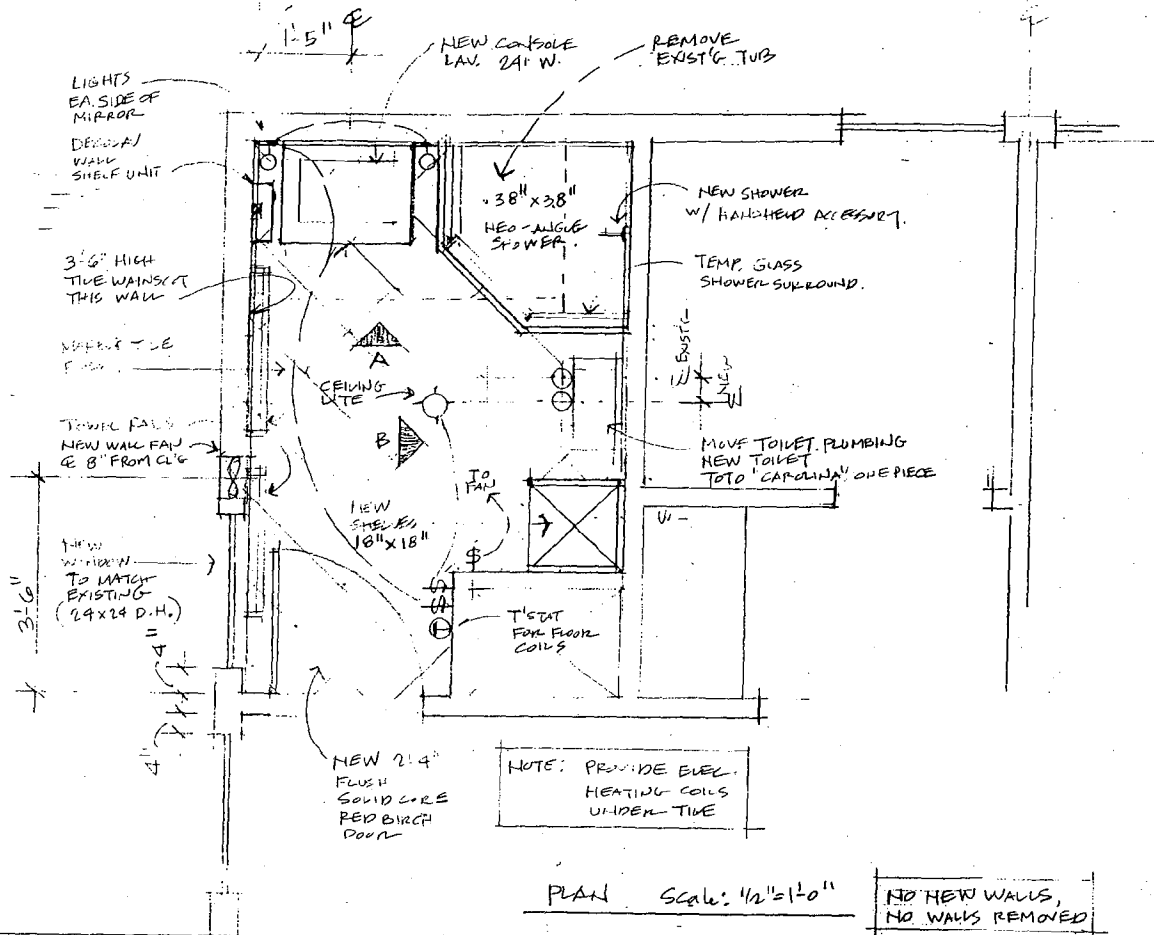 1'-5" ℄
NEW CONSOLE
LAV. 24" W.
REMOVE
EXIST'G TUB
LIGHTS
EA. SIDE OF
MIRROR
WALL
SHELF UNIT
38" x 38"
NEO-ANGLE
SHOWER.
NEW SHOWER
W/ HANDHELD ACCESSORY.
3'-6" HIGH
TILE WAINSCOT
THIS WALL
TEMP. GLASS
SHOWER SURROUND.
℄ EXIST'G
℄ NEW
TILE
A
CEILING
LITE
B
TOWEL RAILS
NEW WALL FAN
℄ 8" FROM CL'G
MOVE TOILET PLUMBING
NEW TOILET
TOTO "CAROLINA" ONE PIECE
TO
FAN
NEW
SHELVES
18" x 18"
$
$
$
T
NEW
WINDOW
TO MATCH
EXISTING
(24x24 D.H.)
3'-6"
4"
4"
T'STAT
FOR FLOOR
COILS
NEW 2'4"
FLUSH
SOLID CORE
RED BIRCH
DOOR
NOTE: PROVIDE ELEC.
HEATING COILS
UNDER TILE
PLAN Scale: 1/2"=1'-0"
NO NEW WALLS,
NO WALLS REMOVED